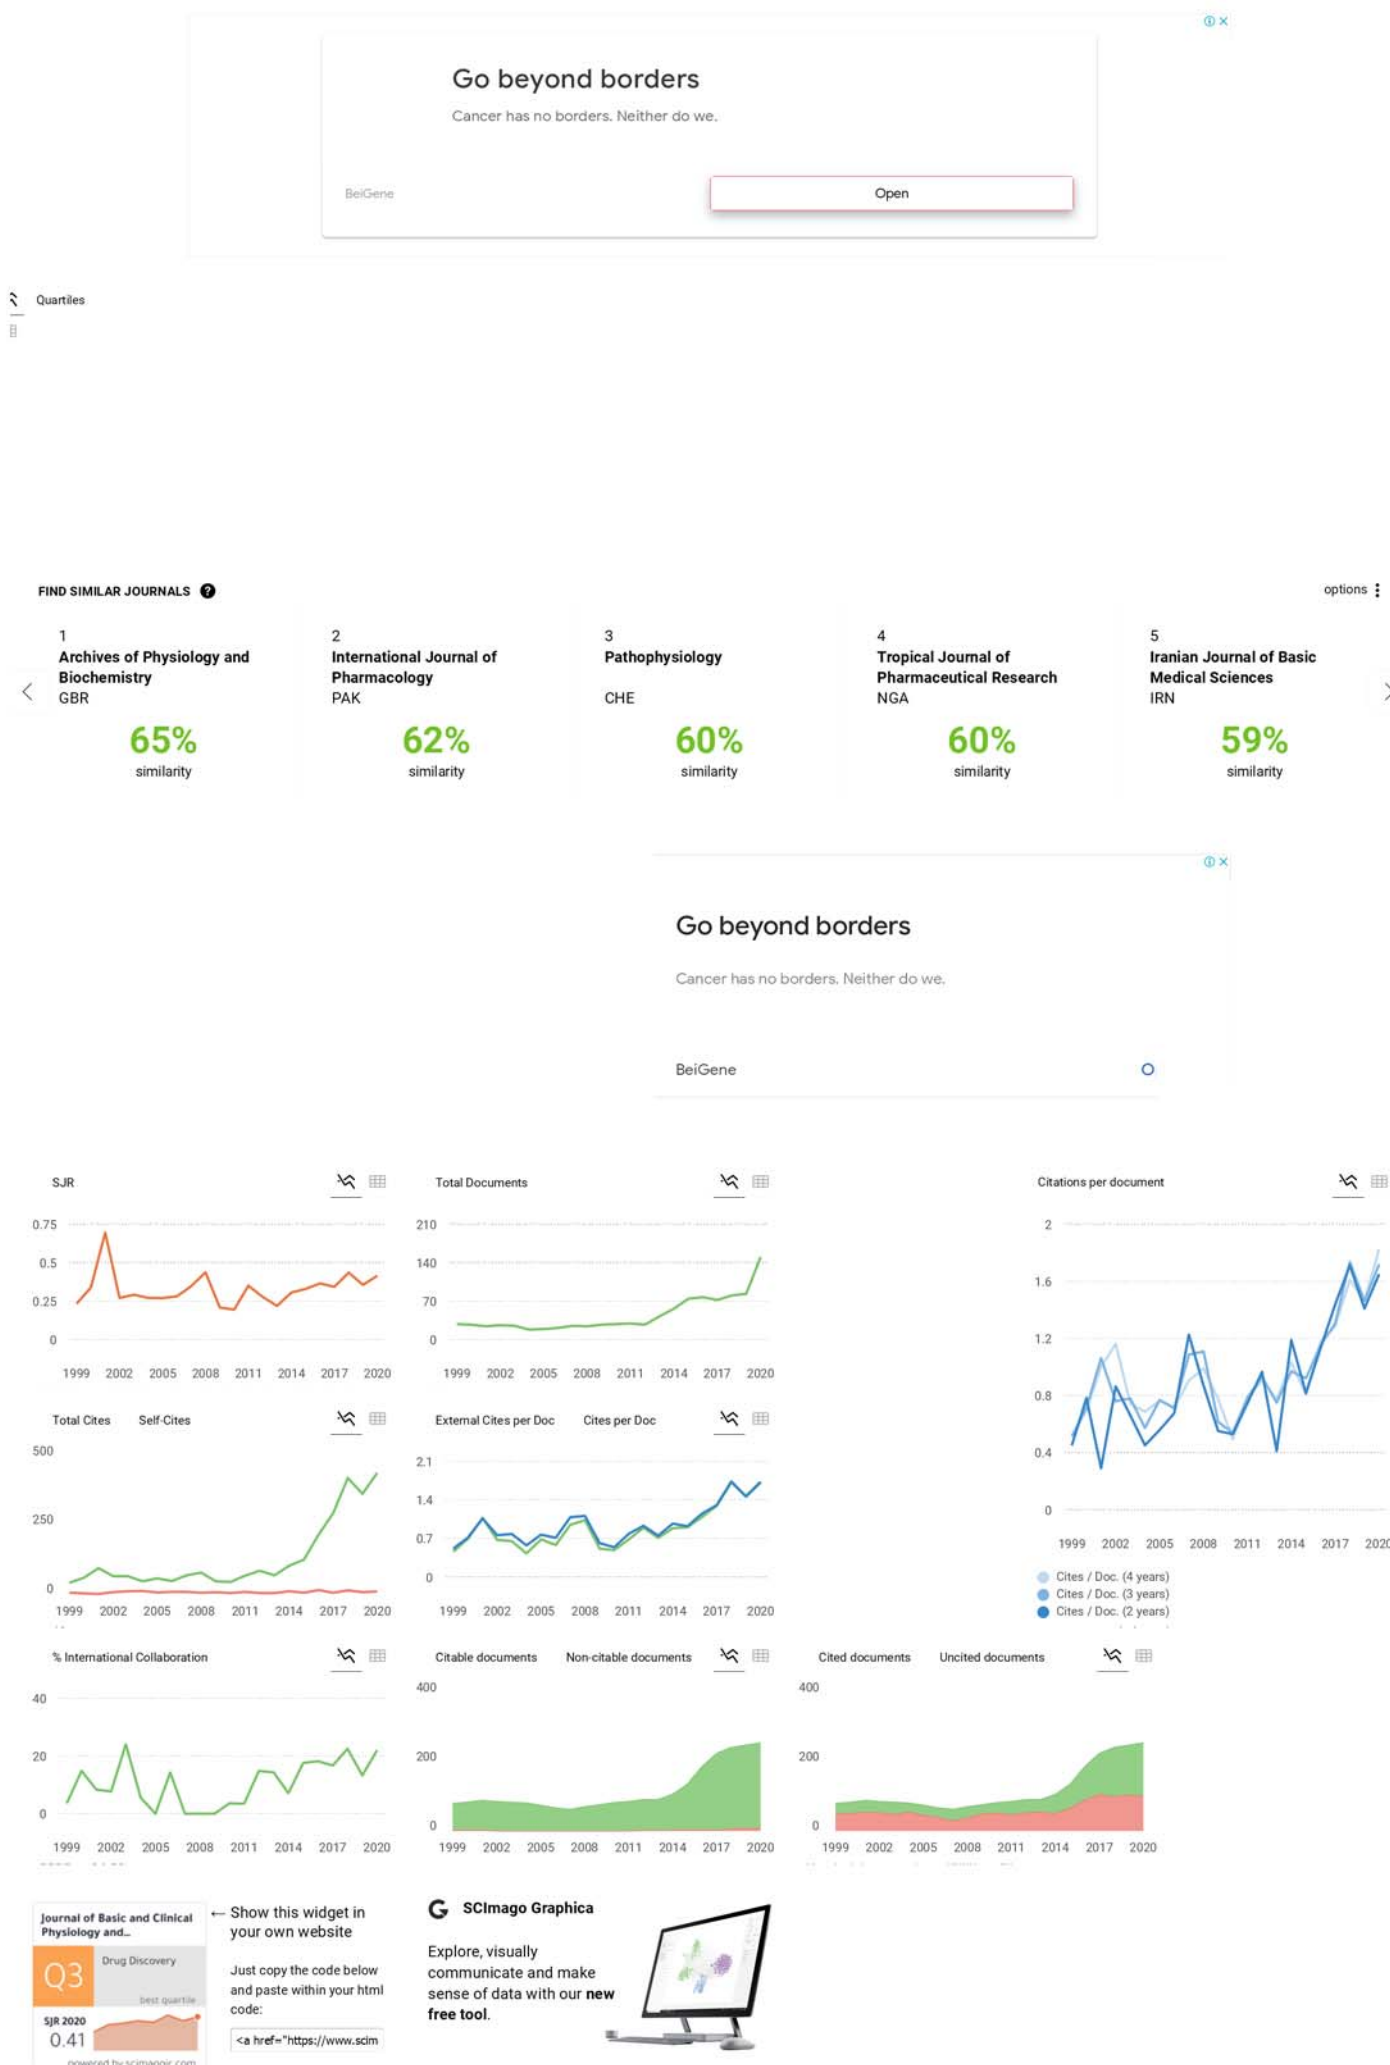 Go beyond borders
Cancer has no borders. Neither do we.
BeiGene
Open
Quartiles
FIND SIMILAR JOURNALS ?
options
1
Archives of Physiology and
Biochemistry
GBR
65%
similarity
2
International Journal of
Pharmacology
PAK
62%
similarity
3
Pathophysiology
CHE
60%
similarity
4
Tropical Journal of
Pharmaceutical Research
NGA
60%
similarity
5
Iranian Journal of Basic
Medical Sciences
IRN
59%
similarity
Go beyond borders
Cancer has no borders. Neither do we.
BeiGene
SJR
0.75
0.5
0.25
0
1999 2002 2005 2008 2011 2014 2017 2020
Total Documents
210
140
70
0
1999 2002 2005 2008 2011 2014 2017 2020
Citations per document
2
1.6
1.2
0.8
0.4
0
1999 2002 2005 2008 2011 2014 2017 2020
Cites / Doc. (4 years)
Cites / Doc. (3 years)
Cites / Doc. (2 years)
Total Cites Self-Cites
500
250
0
1999 2002 2005 2008 2011 2014 2017 2020
External Cites per Doc Cites per Doc
2.1
1.4
0.7
0
1999 2002 2005 2008 2011 2014 2017 2020
% International Collaboration
40
20
0
1999 2002 2005 2008 2011 2014 2017 2020
Citable documents Non-citable documents
400
200
0
1999 2002 2005 2008 2011 2014 2017 2020
Cited documents Uncited documents
400
200
0
1999 2002 2005 2008 2011 2014 2017 2020
Journal of Basic and Clinical
Physiology and...
Q3
Drug Discovery
best quartile
SJR 2020
0.41
powered by scimagojr.com
← Show this widget in
your own website
Just copy the code below
and paste within your html
code:
<a href="https://www.scim
SCImago Graphica
Explore, visually
communicate and make
sense of data with our new
free tool.